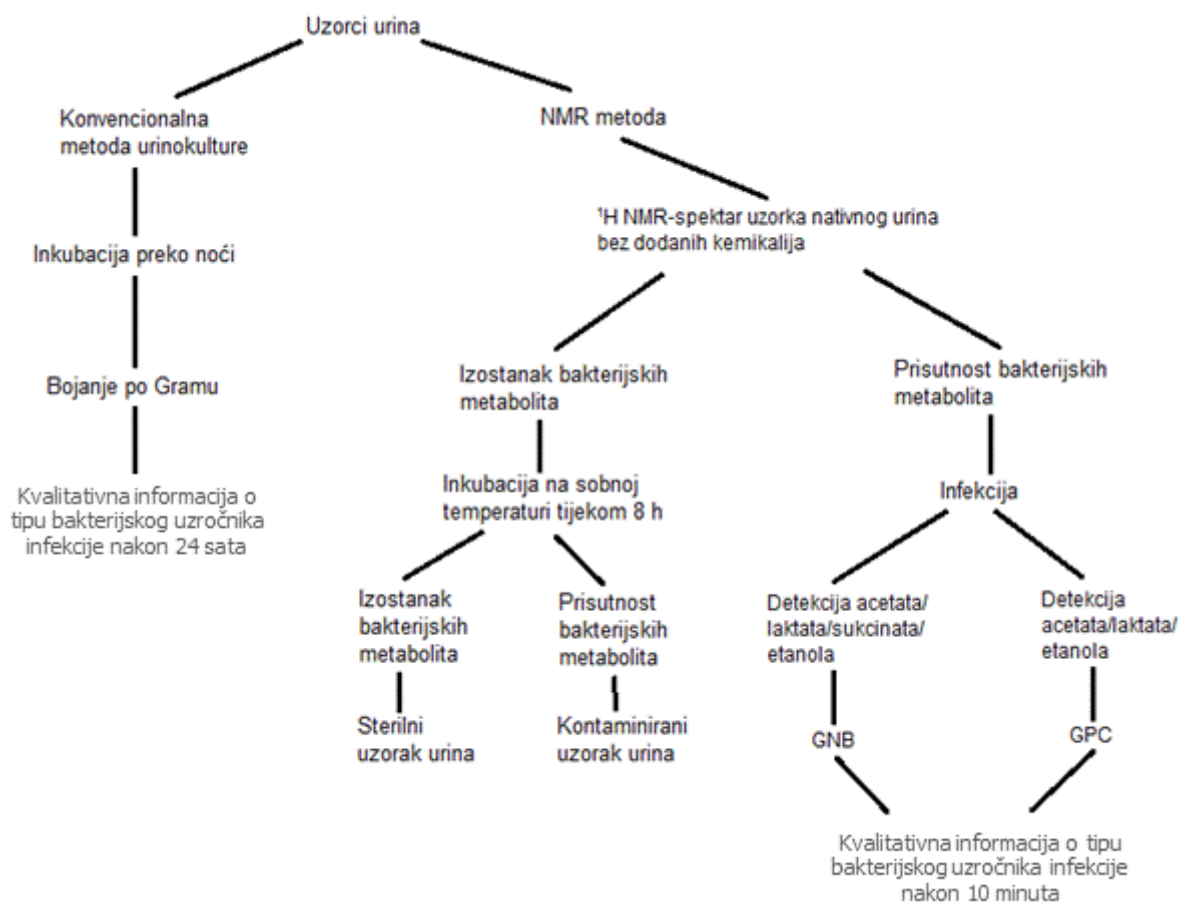 Uzorci urina
Konvencionalna
metoda urinokulture
Inkubacija preko noći
Bojanje po Gramu
Kvalitativna informacija o
tipu bakterijskog uzročnika
infekcije nakon 24 sata
NMR metoda
¹H NMR-spektar uzorka nativnog urina
bez dodanih kemikalija
Izostanak bakterijskih
metabolita
Inkubacija na sobnoj
temperaturi tijekom 8 h
Izostanak
bakterijskih
metabolita
Sterilni
uzorak urina
Prisutnost
bakterijskih
metabolita
Kontaminirani
uzorak urina
Prisutnost bakterijskih
metabolita
Infekcija
Detekcija acetata/
laktata/sukcinata/
etanola
GNB
Detekcija
acetata/laktata/
etanola
GPC
Kvalitativna informacija o tipu
bakterijskog uzročnika infekcije
nakon 10 minuta